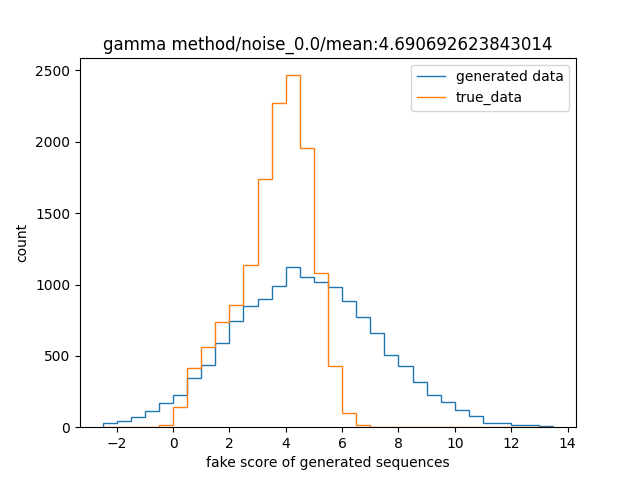 gamma method/noise_0.0/mean:4.690692623843014
generated data
true_data
2500
2000
1500
1000
500
0
count
−2 0 2 4 6 8 10 12 14
fake score of generated sequences